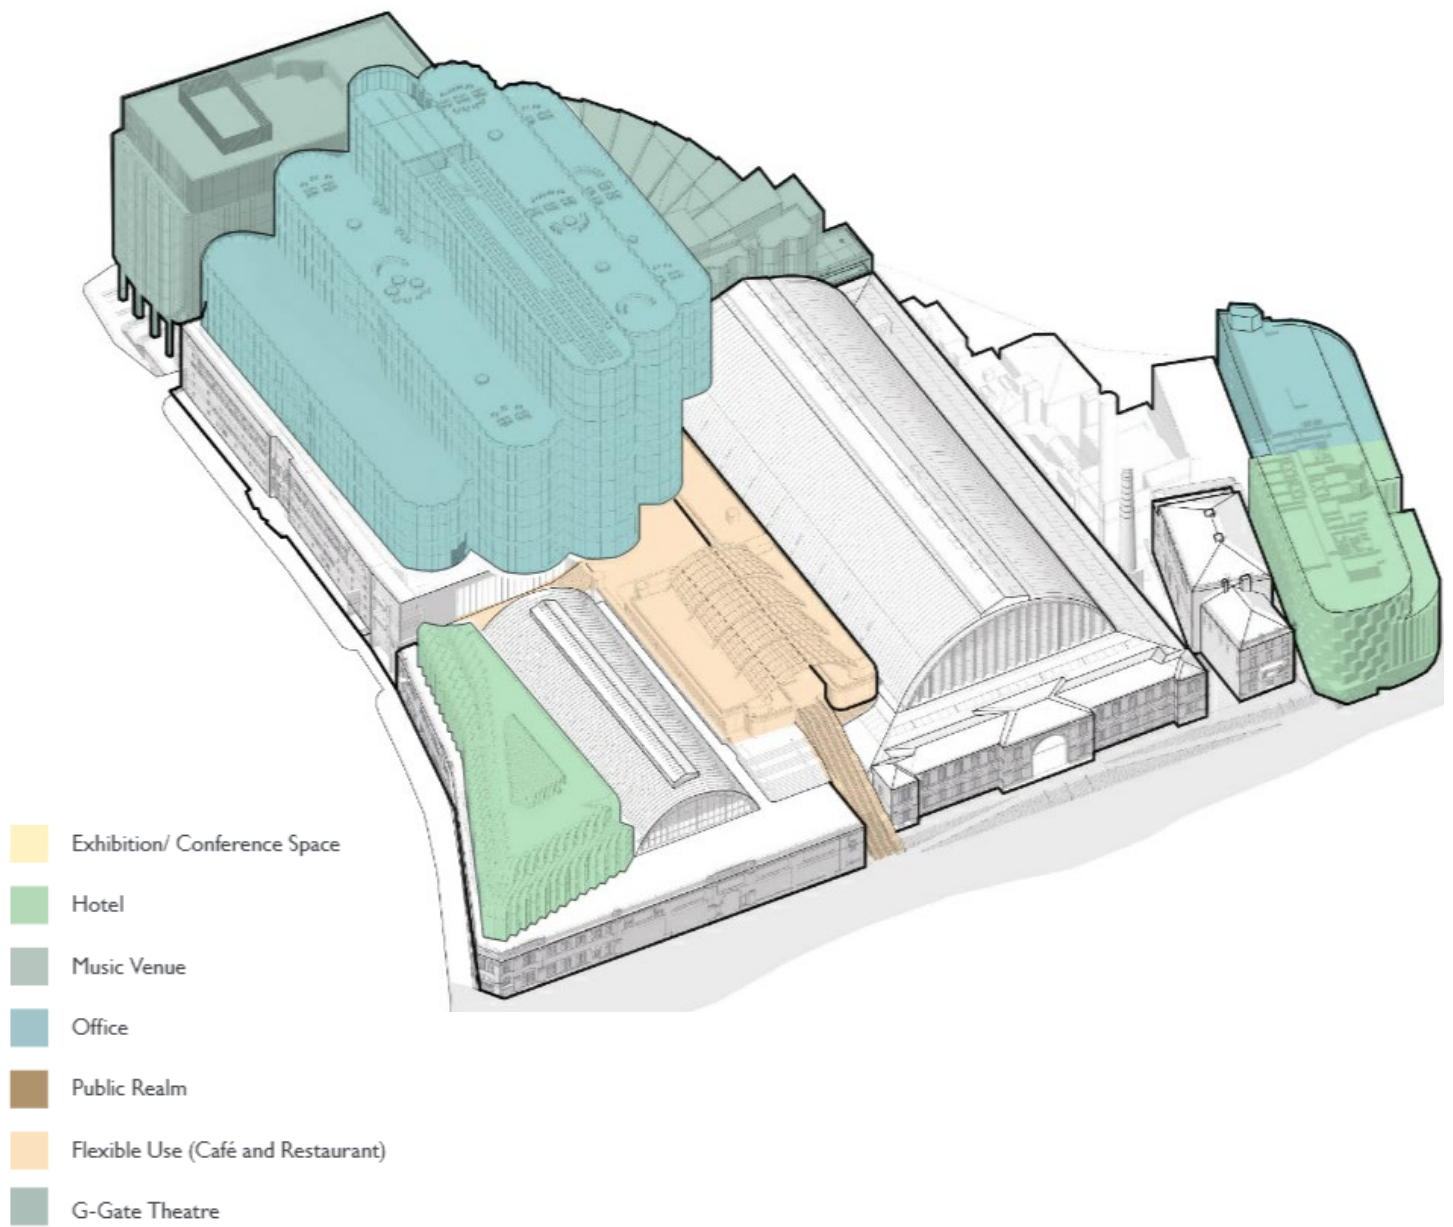 Exhibition/ Conference Space
Hotel
Music Venue
Office
Public Realm
Flexible Use (Café and Restaurant)
G-Gate Theatre